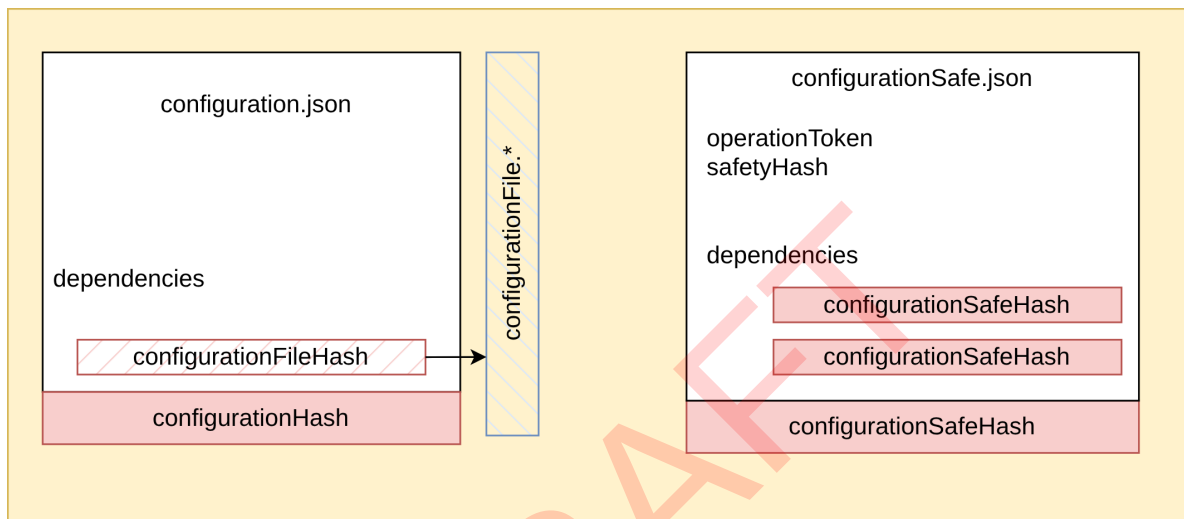 configuration.json
dependencies
configurationFileHash
configurationHash
configurationFile.*
configurationSafe.json
operationToken
safetyHash
dependencies
configurationSafeHash
configurationSafeHash
configurationSafeHash